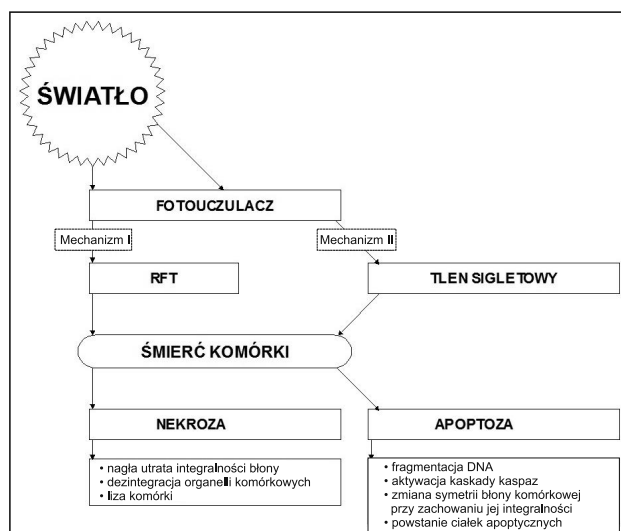 ŚWIATŁO
FOTOUCZULACZ
Mechanizm I
Mechanizm II
RFT
TLEN SIGLETOWY
ŚMIERĆ KOMÓRKI
NEKROZA
APOPTOZA
• nagła utrata integralności błony
• dezintegracja organelli komórkowych
• liza komórki
• fragmentacja DNA
• aktywacja kaskady kaspaz
• zmiana symetrii błony komórkowej
przy zachowaniu jej integralności
• powstanie ciałek apoptycznych